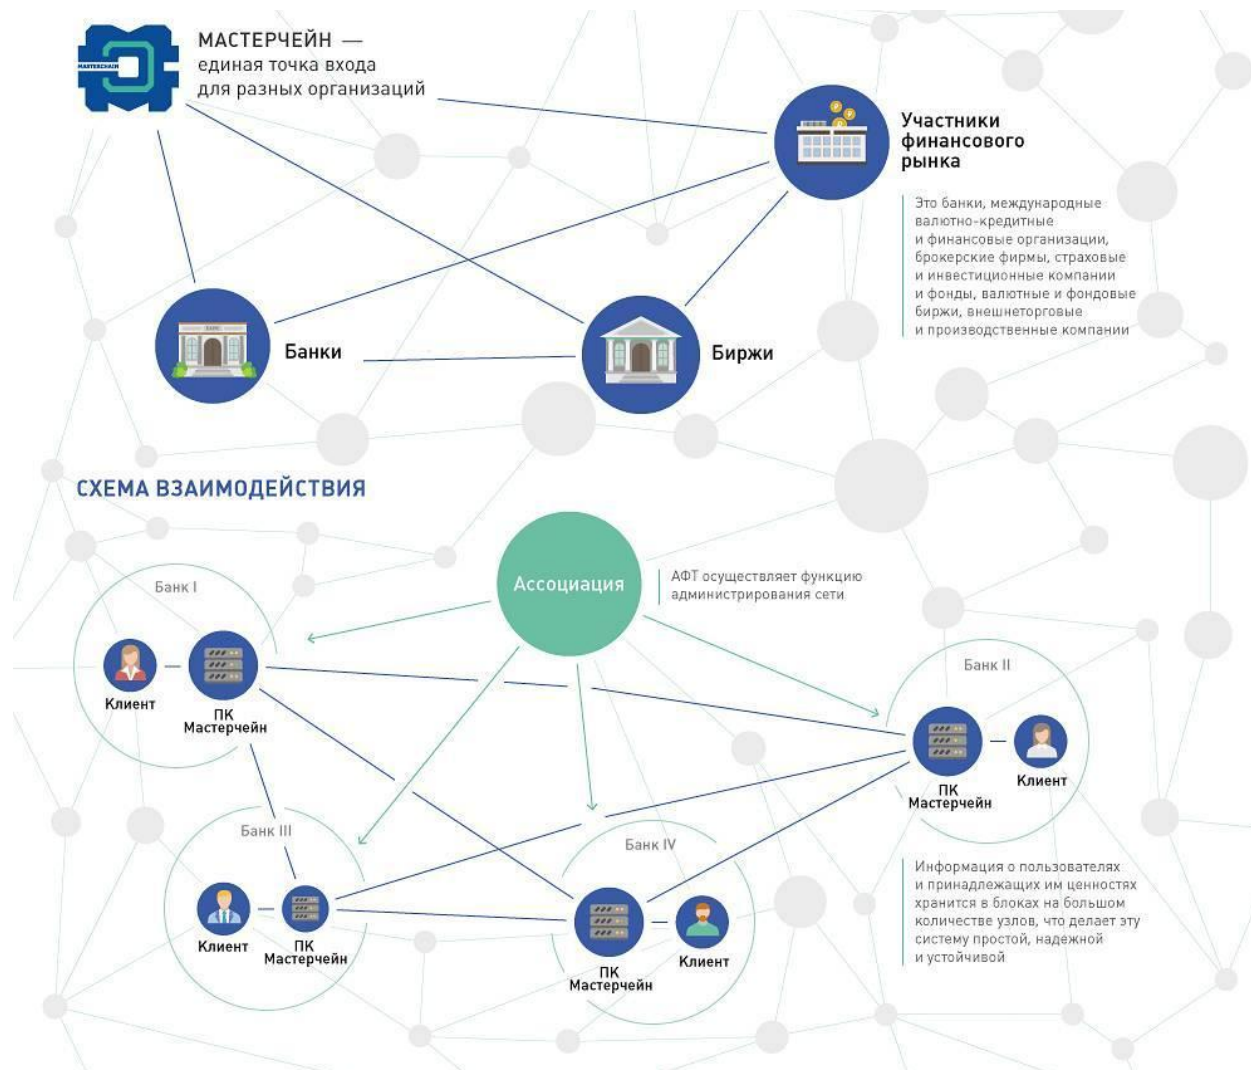 МАСТЕРЧЕЙН —
единая точка входа
для разных организаций
MASTERCHAIN
Участники
финансового
рынка
Это банки, международные
валютно-кредитные
и финансовые организации,
брокерские фирмы, страховые
и инвестиционные компании
и фонды, валютные и фондовые
биржи, внешнеторговые
и производственные компании
Банки
Биржи
СХЕМА ВЗАИМОДЕЙСТВИЯ
Ассоциация
АФТ осуществляет функцию
администрирования сети
Банк I
Клиент
ПК
Мастерчейн
Банк II
ПК
Мастерчейн
Клиент
Банк III
Клиент
ПК
Мастерчейн
Банк IV
ПК
Мастерчейн
Клиент
Информация о пользователях
и принадлежащих им ценностях
хранится в блоках на большом
количестве узлов, что делает эту
систему простой, надежной
и устойчивой